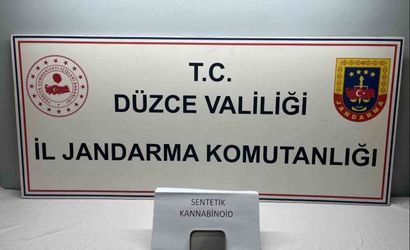 T.C.
DÜZCE VALİLİĞİ
İL JANDARMA KOMUTANLIĞI
JANDARMA
SENTETİK
KANNABİNOİD